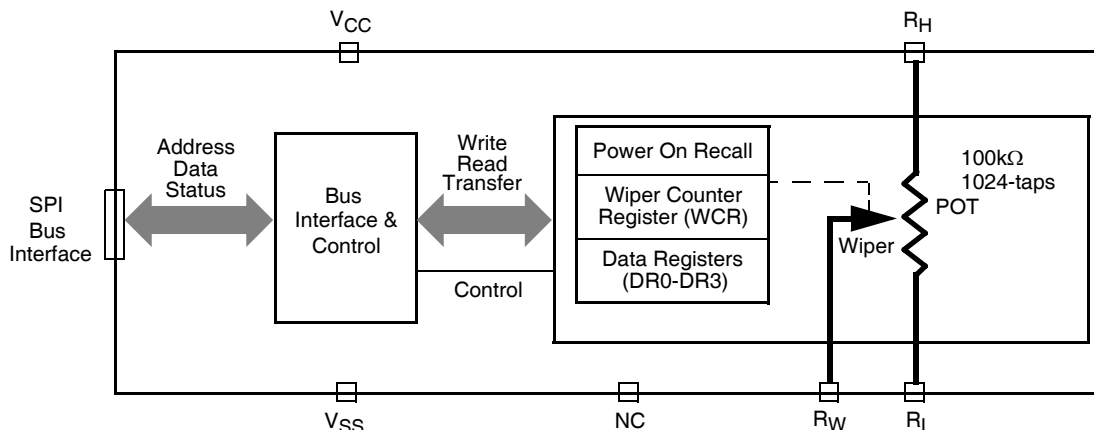 VCC
RH
Address
Data
Status
Write
Read
Transfer
Power On Recall
100kΩ
1024-taps
POT
SPI
Bus
Interface
Bus
Interface &
Control
Wiper Counter
Register (WCR)
Wiper
Data Registers
(DR0-DR3)
Control
VSS
NC
RW
RL